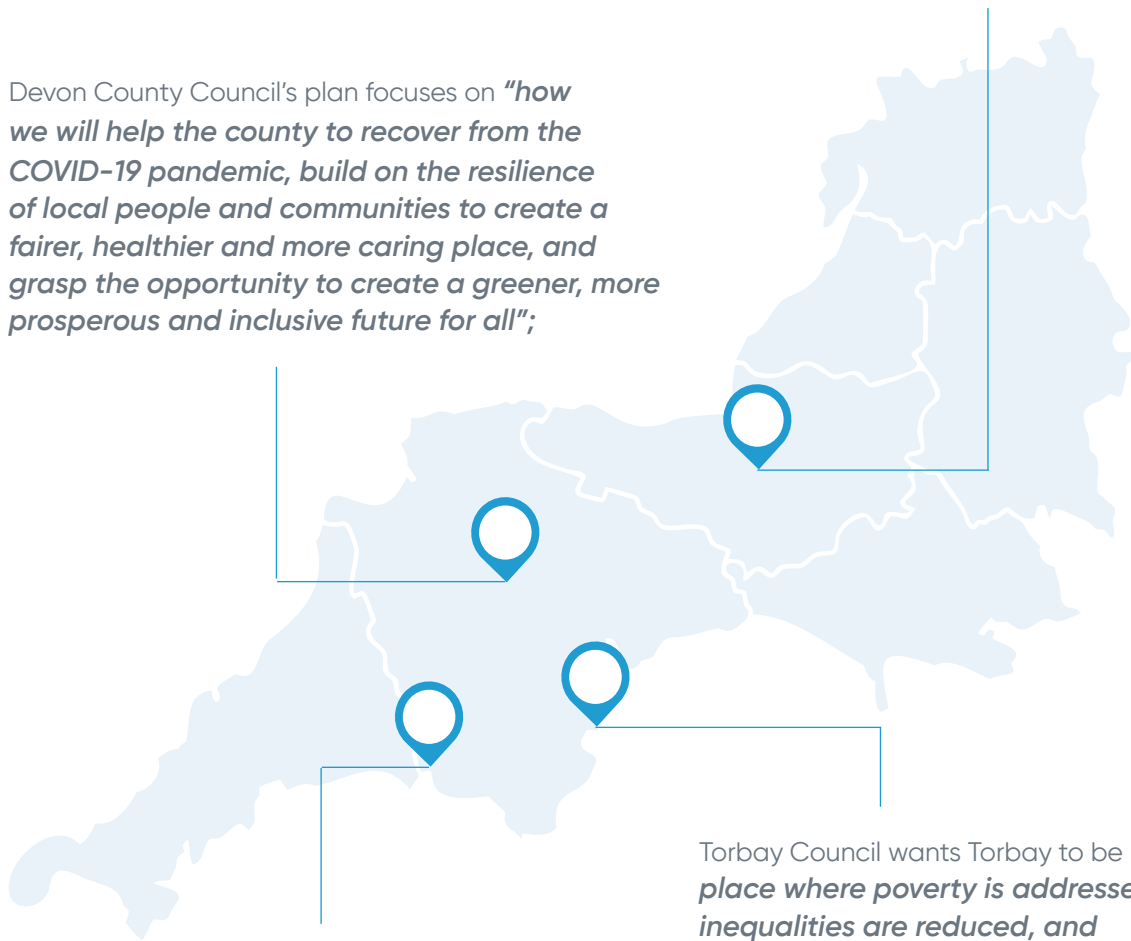 Devon County Council's plan focuses on “how
we will help the county to recover from the
COVID-19 pandemic, build on the resilience
of local people and communities to create a
fairer, healthier and more caring place, and
grasp the opportunity to create a greener, more
prosperous and inclusive future for all”;
Torbay Council wants Torbay to be
place where poverty is addresse
inequalities are reduced, and